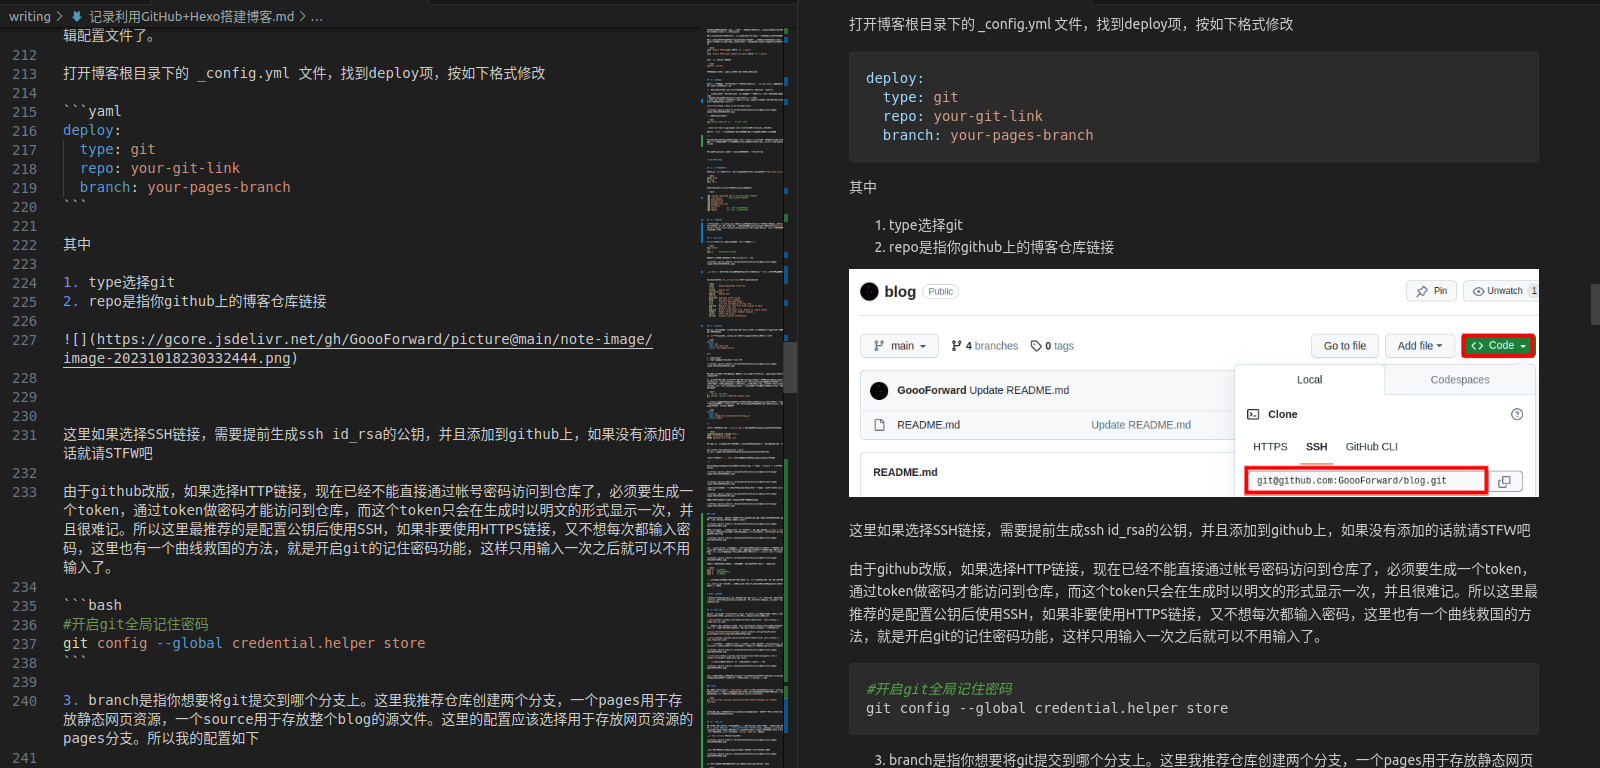 writing > 记录利用GitHub+Hexo搭建博客.md > ...
辑配置文件了。
212
213 打开博客根目录下的 _config.yml 文件，找到deploy项，按如下格式修改
214
215 ```yaml
216 deploy:
217 type: git
218 repo: your-git-link
219 branch: your-pages-branch
220 ```
221
222 其中
223
224 1. type选择git
225 2. repo是指你github上的博客仓库链接
226
227 ![](https://gcore.jsdelivr.net/gh/GoooForward/picture@main/note-image/
image-20231018230332444.png)
228
229
230
231 这里如果选择SSH链接，需要提前生成ssh id_rsa的公钥，并且添加到github上，如果没有添加的
话就请STFW吧
232
233 由于github改版，如果选择HTTP链接，现在已经不能直接通过帐号密码访问到仓库了，必须要生成一
个token，通过token做密码才能访问到仓库，而这个token只会在生成时以明文的形式显示一次，并
且很难记。所以这里最推荐的是配置公钥后使用SSH，如果非要使用HTTPS链接，又不想每次都输入密
码，这里也有一个曲线救国的方法，就是开启git的记住密码功能，这样只用输入一次之后就可以不用
输入了。
234
235 ```bash
236 #开启git全局记住密码
237 git config --global credential.helper store
238 ```
239
240 3. branch是指你想要将git提交到哪个分支上。这里我推荐仓库创建两个分支，一个pages用于存
放静态网页资源，一个source用于存放整个blog的源文件。这里的配置应该选择用于存放网页资源的
pages分支。所以我的配置如下
241
打开博客根目录下的 _config.yml 文件，找到deploy项，按如下格式修改
deploy:
type: git
repo: your-git-link
branch: your-pages-branch
其中
1. type选择git
2. repo是指你github上的博客仓库链接
blog Public Pin Unwatch 1
main 4 branches 0 tags Go to file Add file Code
GoooForward Update README.md Local Codespaces
Clone
README.md Update README.md
HTTPS SSH GitHub CLI
README.md
git@github.com:GoooForward/blog.git
这里如果选择SSH链接，需要提前生成ssh id_rsa的公钥，并且添加到github上，如果没有添加的话就请STFW吧
由于github改版，如果选择HTTP链接，现在已经不能直接通过帐号密码访问到仓库了，必须要生成一个token，
通过token做密码才能访问到仓库，而这个token只会在生成时以明文的形式显示一次，并且很难记。所以这里最
推荐的是配置公钥后使用SSH，如果非要使用HTTPS链接，又不想每次都输入密码，这里也有一个曲线救国的方
法，就是开启git的记住密码功能，这样只用输入一次之后就可以不用输入了。
#开启git全局记住密码
git config --global credential.helper store
3. branch是指你想要将git提交到哪个分支上。这里我推荐仓库创建两个分支，一个pages用于存放静态网页